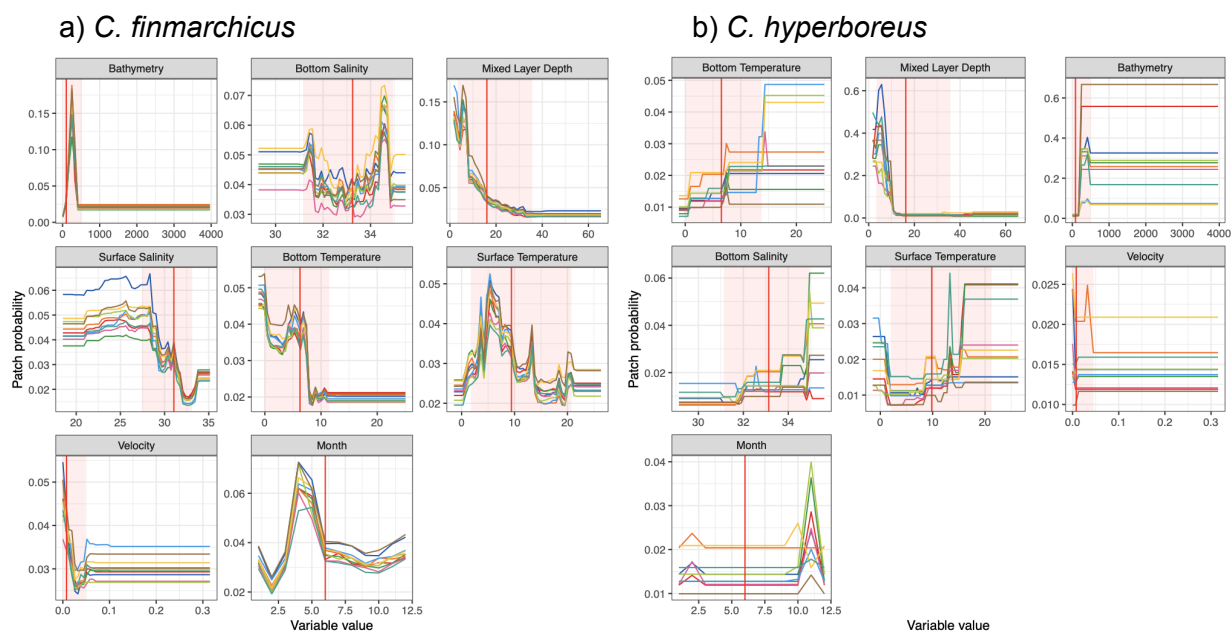 a) C. finmarchicus
b) C. hyperboreus
Patch probability
Bathymetry
0.15
0.10
0.05
0.00
0 1000 2000 3000 4000
Bottom Salinity
0.07
0.06
0.05
0.04
0.03
30 32 34
Mixed Layer Depth
0.15
0.10
0.05
0 20 40 60
Surface Salinity
0.06
0.05
0.04
0.03
0.02
20 25 30 35
Bottom Temperature
0.05
0.04
0.03
0.02
0 5 10 15 20 25
Surface Temperature
0.05
0.04
0.03
0.02
0 10 20
Velocity
0.05
0.04
0.03
0.0 0.1 0.2 0.3
Month
0.06
0.04
0.02
2.5 5.0 7.5 10.0 12.5
Variable value
Patch probability
Bottom Temperature
0.05
0.04
0.03
0.02
0.01
0 10 20
Mixed Layer Depth
0.6
0.4
0.2
0.0
0 20 40 60
Bathymetry
0.6
0.4
0.2
0.0
0 1000 2000 3000 4000
Bottom Salinity
0.06
0.04
0.02
30 32 34
Surface Temperature
0.04
0.03
0.02
0.01
0 10 20
Velocity
0.025
0.020
0.015
0.010
0.0 0.1 0.2 0.3
Month
0.04
0.03
0.02
0.01
2.5 5.0 7.5 10.0 12.5
Variable value